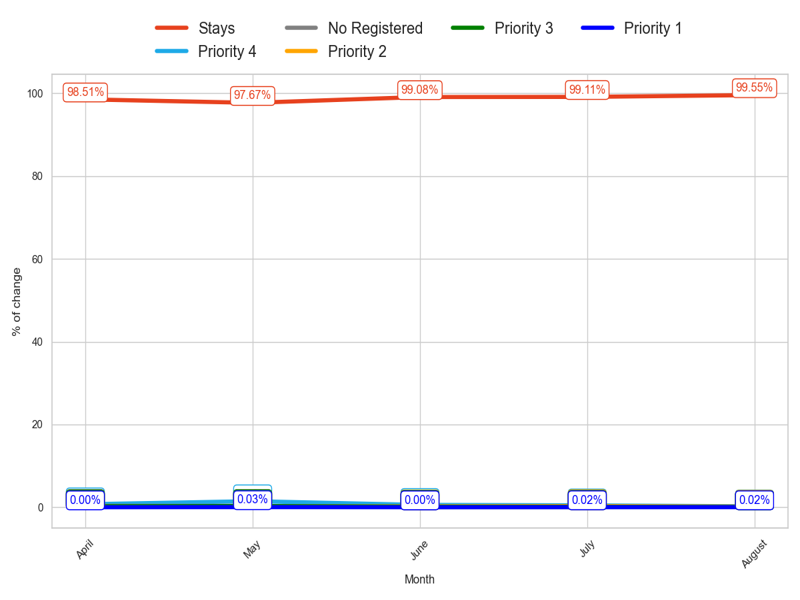 Stays No Registered Priority 3 Priority 1
Priority 4 Priority 2
% of change
100
80
60
40
20
0
98.51% 97.67% 99.08% 99.11% 99.55%
0.00% 0.03% 0.00% 0.02% 0.02%
April May June July August
Month